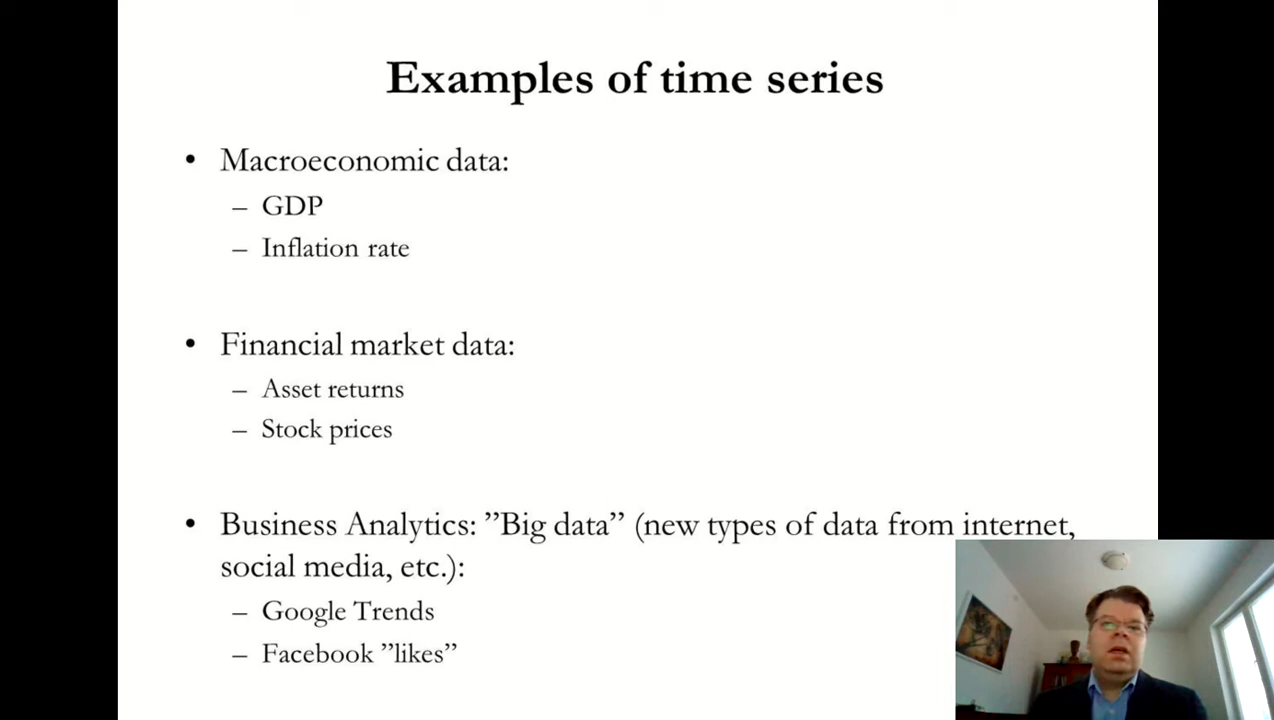 Examples of time series
• Macroeconomic data:
– GDP
– Inflation rate
• Financial market data:
– Asset returns
– Stock prices
• Business Analytics: ”Big data” (new types of data from internet,
social media, etc.):
– Google Trends
– Facebook ”likes”